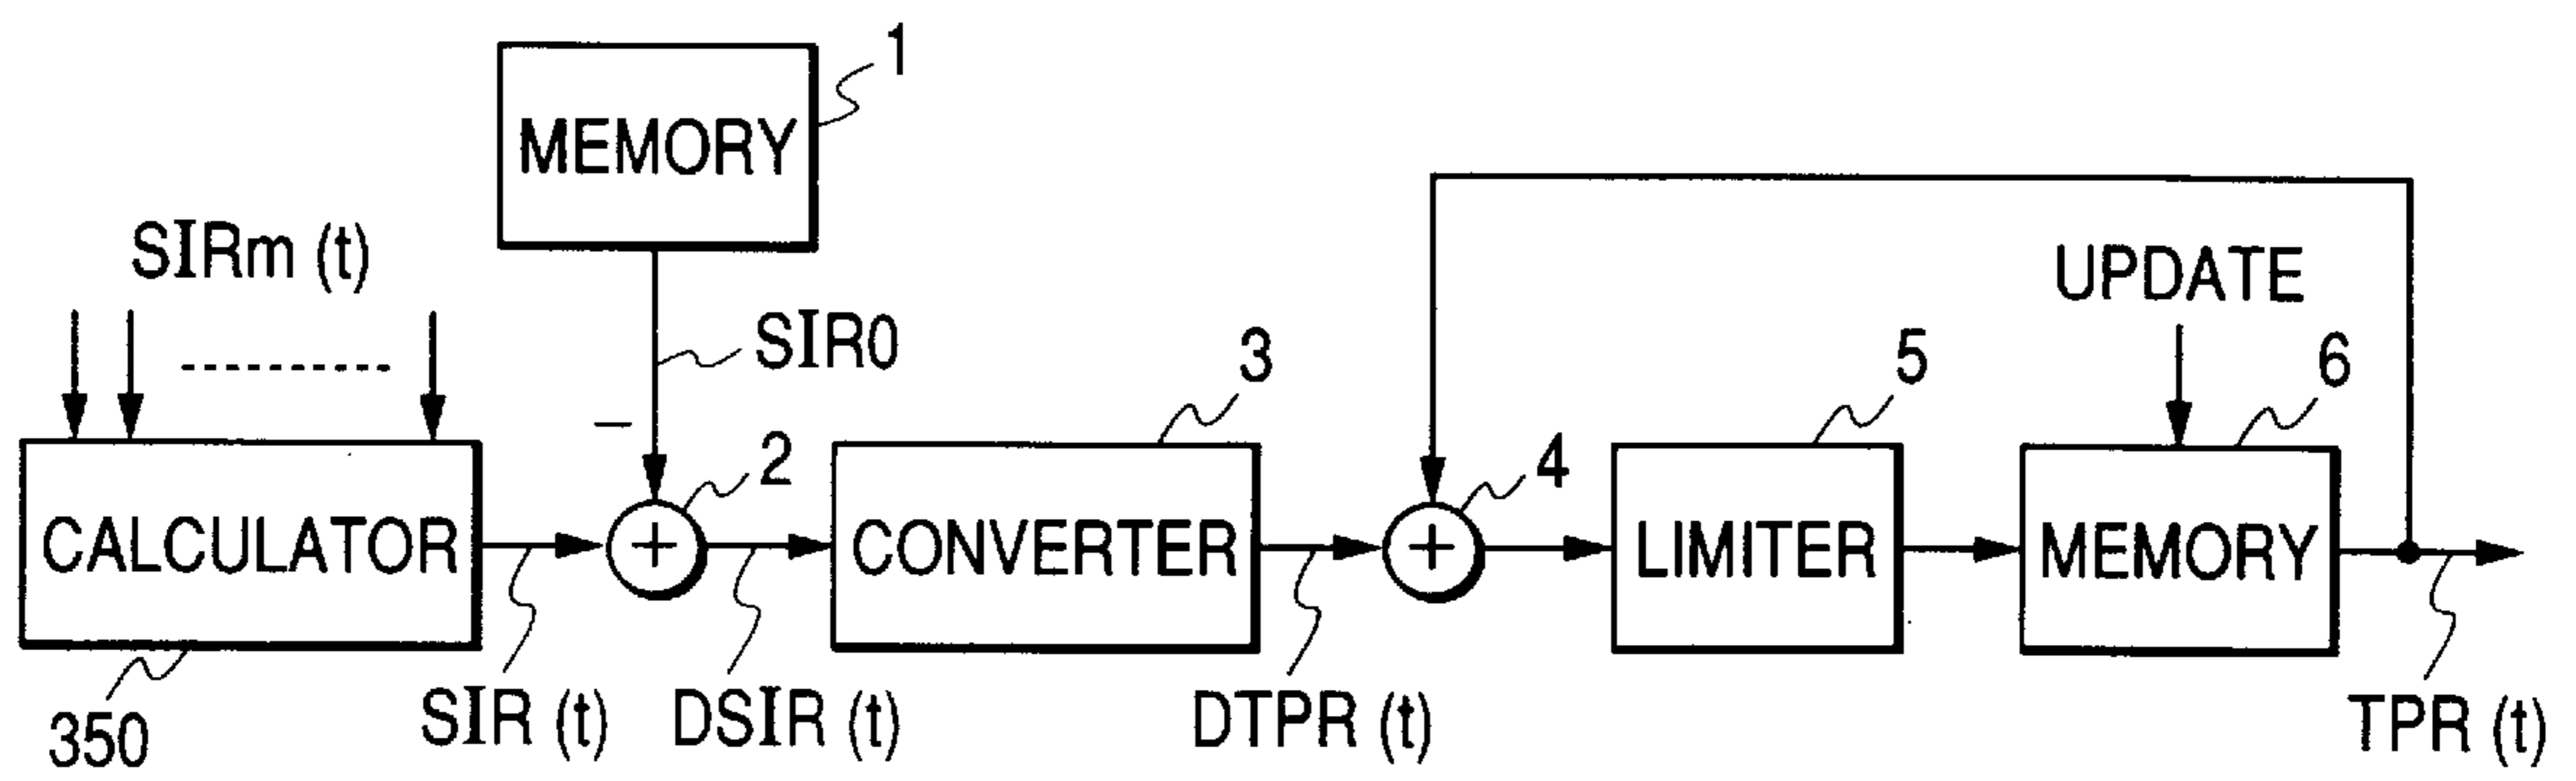 1
MEMORY
SIRm (t)
UPDATE
SIR0
3
5
6
–
2
4
CALCULATOR
+
CONVERTER
+
LIMITER
MEMORY
350
SIR (t)
DSIR (t)
DTPR (t)
TPR (t)